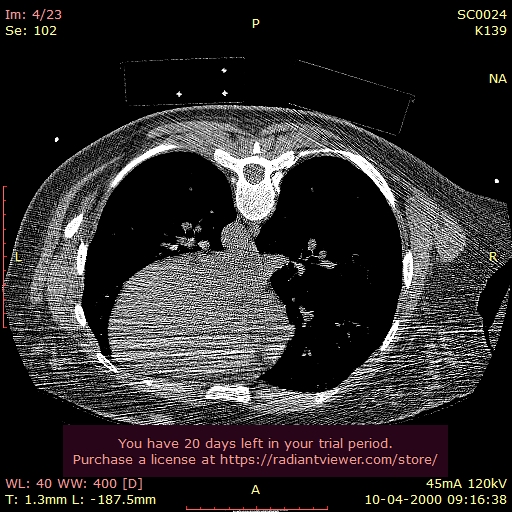 Im: 4/23
Se: 102
P
SC0024
K139
NA
L
R
You have 20 days left in your trial period.
Purchase a license at https://radiantviewer.com/store/
WL: 40 WW: 400 [D]
T: 1.3mm L: -187.5mm
A
45mA 120kV
10-04-2000 09:16:38